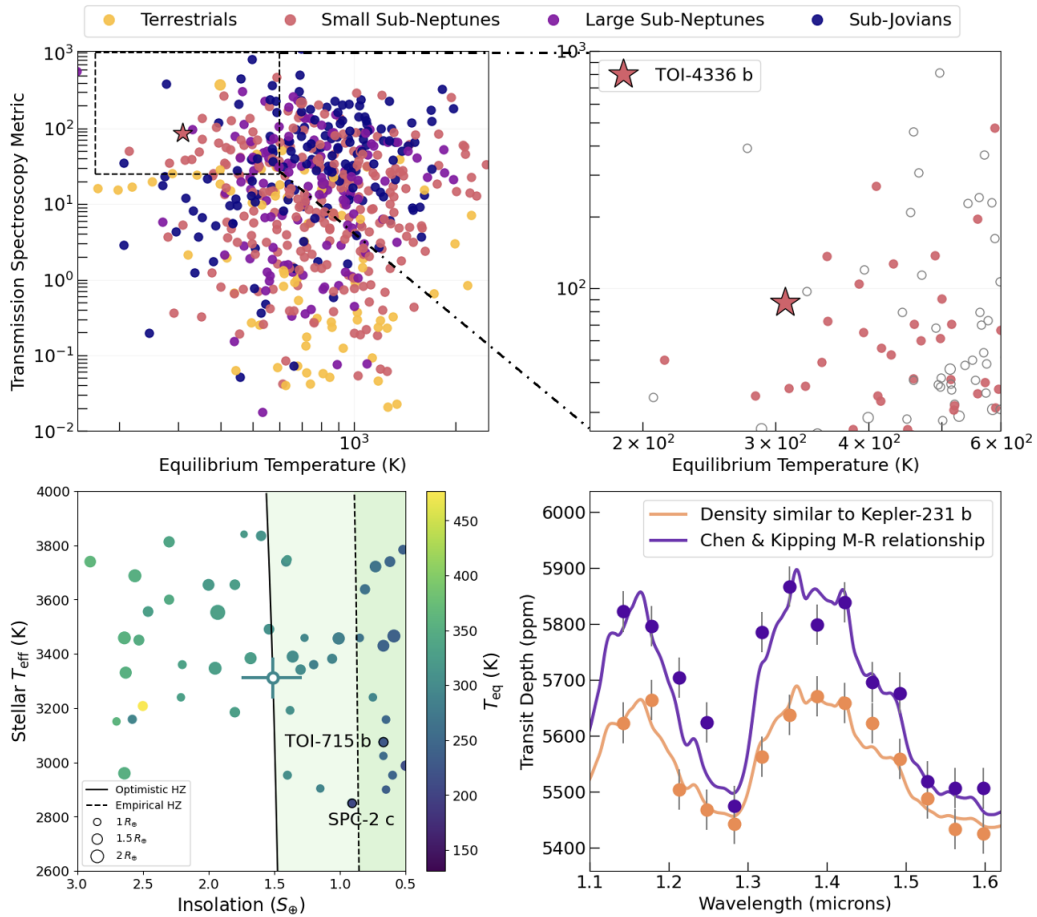 Terrestrials
Small Sub-Neptunes
Large Sub-Neptunes
Sub-Jovians
Transmission Spectroscopy Metric
10³
10²
10¹
10⁰
10⁻¹
10⁻²
10³
Equilibrium Temperature (K)
TOI-4336 b
10³
10²
2 × 10²
3 × 10²
4 × 10²
6 × 10²
Equilibrium Temperature (K)
Stellar T_eff (K)
4000
3800
3600
3400
3200
3000
2800
2600
TOI-715 b
SPC-2 c
Optimistic HZ
Empirical HZ
1 R⊕
1.5 R⊕
2 R⊕
3.0
2.5
2.0
1.5
1.0
0.5
Insolation (S⊕)
450
400
350
300
250
200
150
T_eq (K)
Transit Depth (ppm)
6000
5900
5800
5700
5600
5500
5400
Density similar to Kepler-231 b
Chen & Kipping M-R relationship
1.1
1.2
1.3
1.4
1.5
1.6
Wavelength (microns)